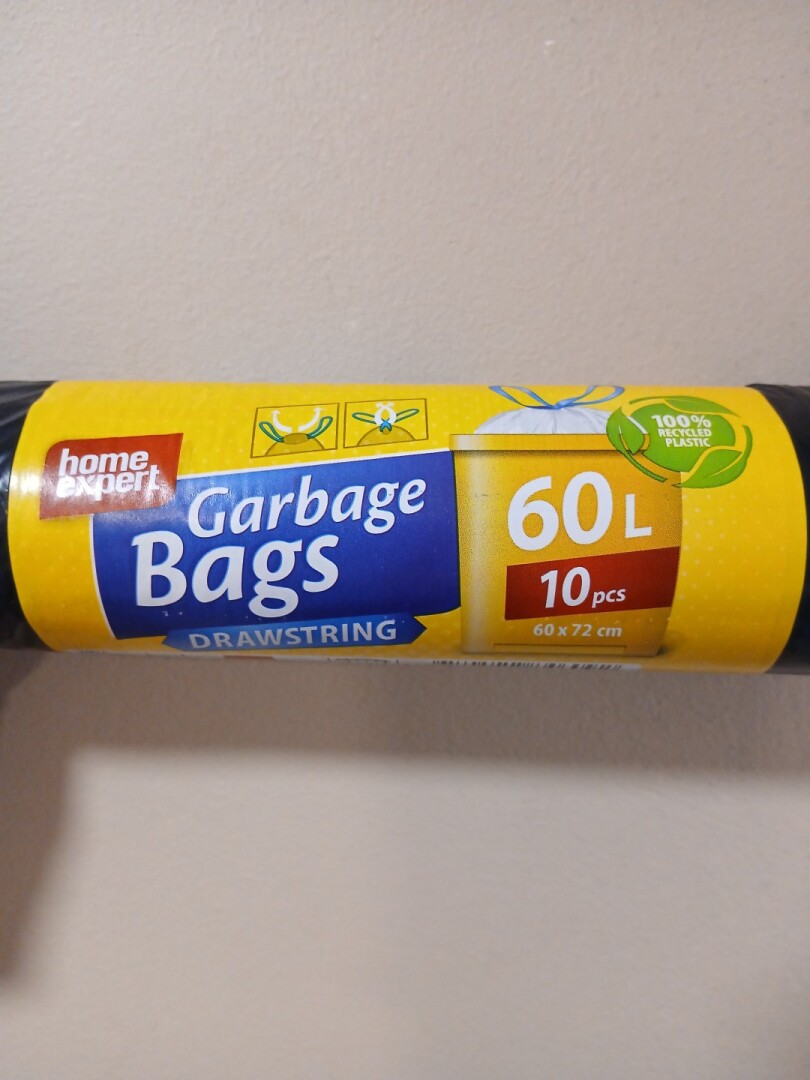 home
expert
Garbage
Bags
DRAWSTRING
60 L
10 pcs
60 x 72 cm
100%
RECYCLED
PLASTIC